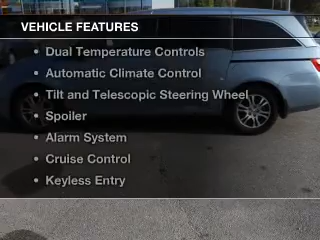 VEHICLE FEATURES
• Dual Temperature Controls
• Automatic Climate Control
• Tilt and Telescopic Steering Wheel
• Spoiler
• Alarm System
• Cruise Control
• Keyless Entry